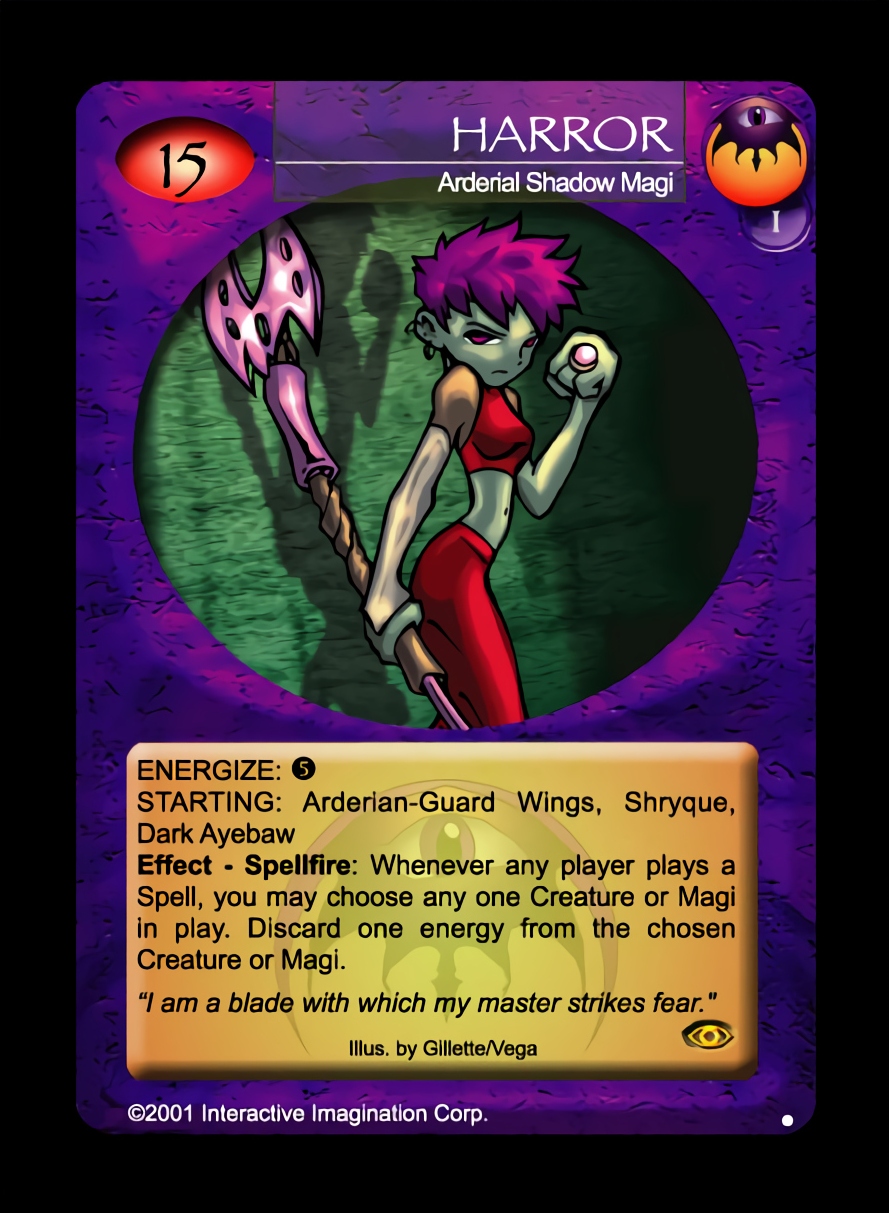 15
HARROR
Arderial Shadow Magi
I
ENERGIZE: ❺
STARTING: Arderian-Guard Wings, Shryque,
Dark Ayebaw
Effect - Spellfire: Whenever any player plays a
Spell, you may choose any one Creature or Magi
in play. Discard one energy from the chosen
Creature or Magi.
“I am a blade with which my master strikes fear."
Illus. by Gillette/Vega
©2001 Interactive Imagination Corp.